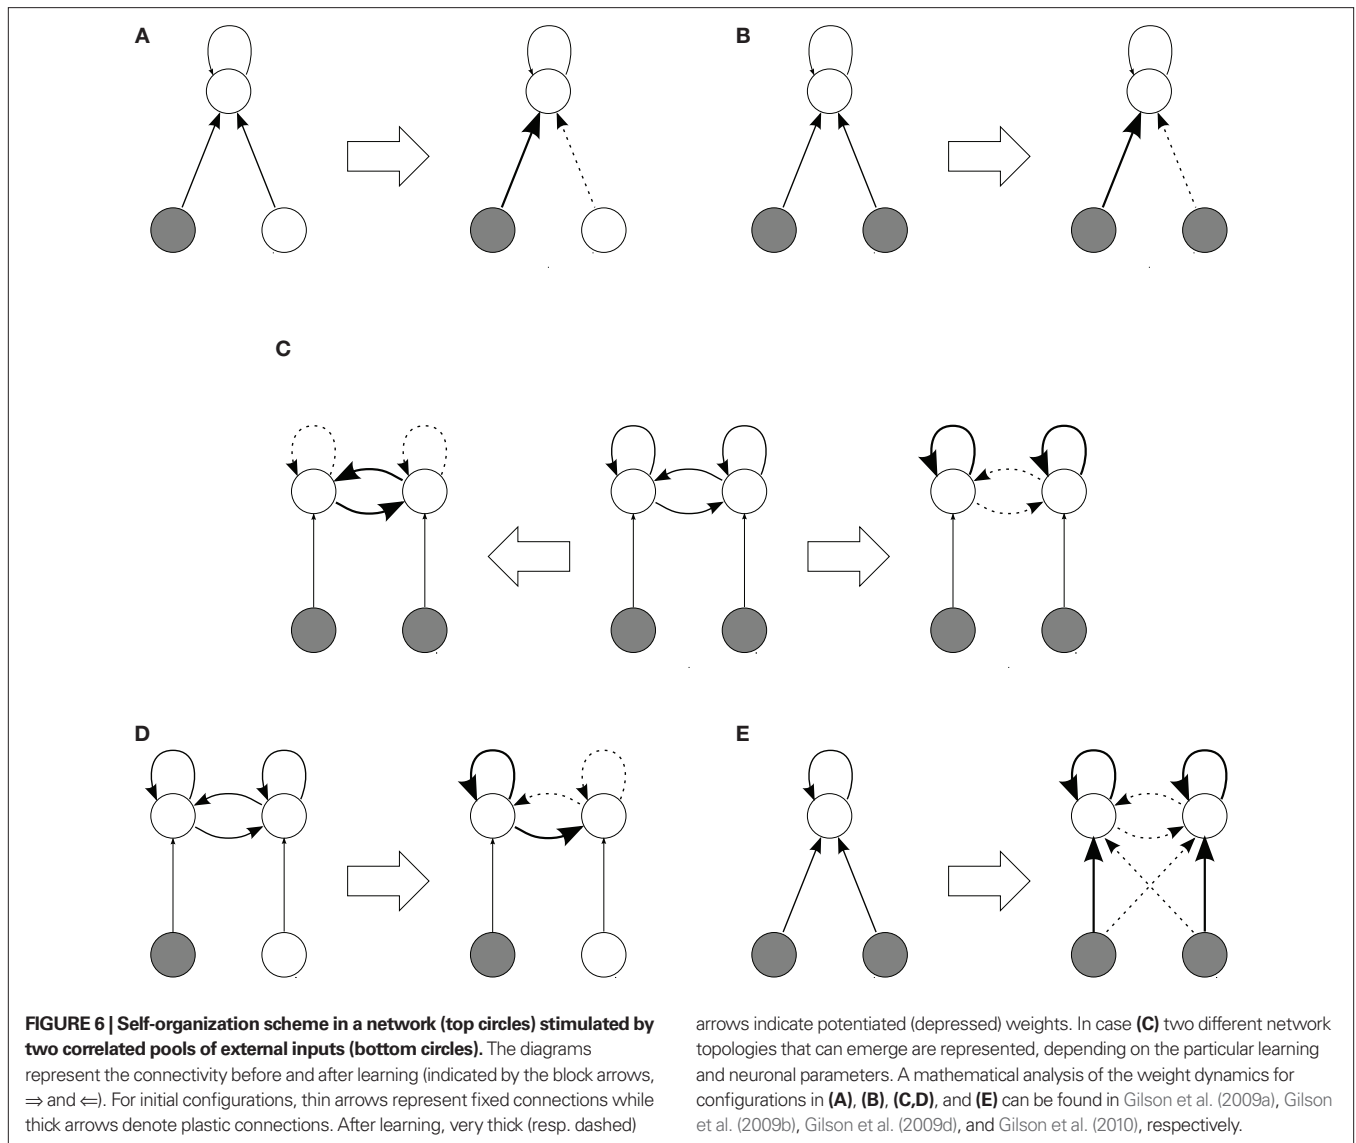 A
B
C
D
E
FIGURE 6 | Self-organization scheme in a network (top circles) stimulated by
two correlated pools of external inputs (bottom circles). The diagrams
represent the connectivity before and after learning (indicated by the block arrows,
⇒ and ⇐). For initial configurations, thin arrows represent fixed connections while
thick arrows denote plastic connections. After learning, very thick (resp. dashed)
arrows indicate potentiated (depressed) weights. In case (C) two different network
topologies that can emerge are represented, depending on the particular learning
and neuronal parameters. A mathematical analysis of the weight dynamics for
configurations in (A), (B), (C,D), and (E) can be found in Gilson et al. (2009a), Gilson
et al. (2009b), Gilson et al. (2009d), and Gilson et al. (2010), respectively.